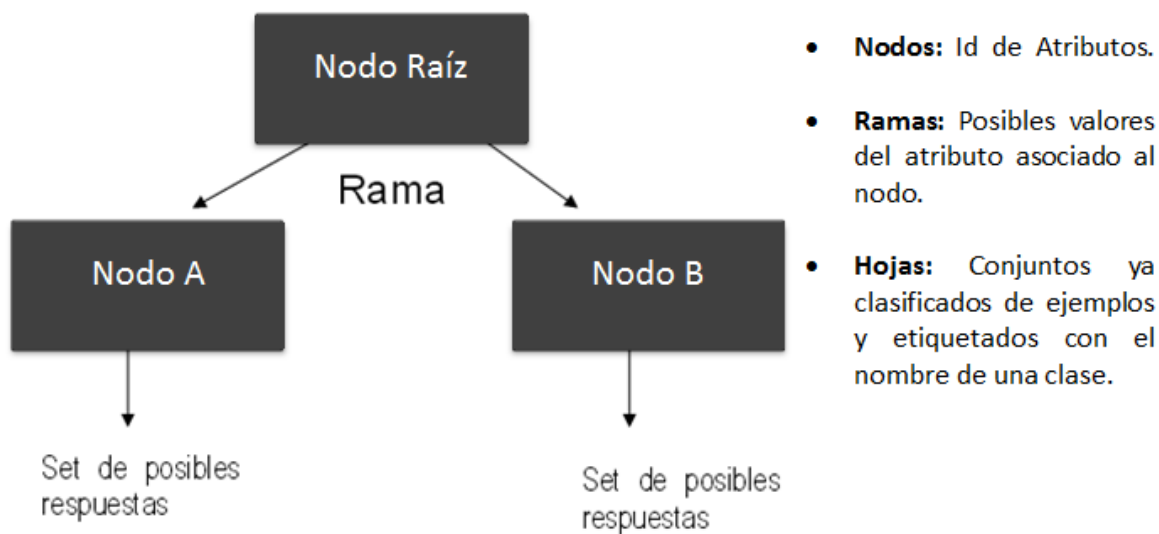 Nodo Raíz
Rama
Nodo A
Nodo B
Set de posibles
respuestas
Set de posibles
respuestas
• Nodos: Id de Atributos.
• Ramas: Posibles valores
del atributo asociado al
nodo.
• Hojas: Conjuntos ya
clasificados de ejemplos
y etiquetados con el
nombre de una clase.